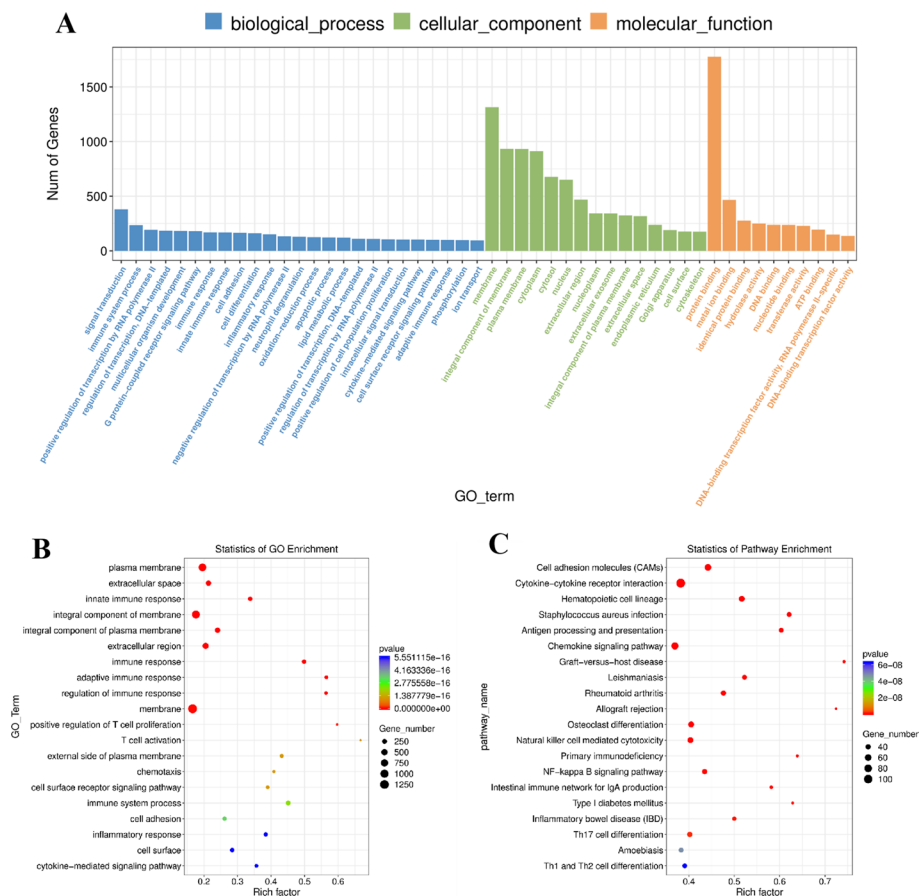 A
biological_process cellular_component molecular_function
Num of Genes
1500
1000
500
0
signal transduction
immune system process
positive regulation of transcription by RNA polymerase II
regulation of transcription, DNA−templated
multicellular organism development
G protein−coupled receptor signaling pathway
immune response
innate immune response
cell adhesion
cell differentiation
inflammatory response
negative regulation of transcription by RNA polymerase II
neutrophil degranulation
oxidation−reduction process
apoptotic process
lipid metabolic process
positive regulation of transcription, DNA−templated
regulation of transcription by RNA polymerase II
positive regulation of cell population proliferation
intracellular signal transduction
cytokine−mediated signaling pathway
cell surface receptor signaling pathway
adaptive immune response
phosphorylation
ion transport
membrane
integral component of membrane
plasma membrane
cytoplasm
cytosol
nucleus
extracellular region
nucleoplasm
extracellular exosome
integral component of plasma membrane
extracellular space
endoplasmic reticulum
Golgi apparatus
cell surface
cytoskeleton
protein binding
metal ion binding
identical protein binding
hydrolase activity
DNA binding
nucleotide binding
transferase activity
ATP binding
DNA−binding transcription factor activity, RNA polymerase II−specific
DNA−binding transcription factor activity
GO_term
B
Statistics of GO Enrichment
GO_Term
plasma membrane
extracellular space
innate immune response
integral component of membrane
integral component of plasma membrane
extracellular region
immune response
adaptive immune response
regulation of immune response
membrane
positive regulation of T cell proliferation
T cell activation
external side of plasma membrane
chemotaxis
cell surface receptor signaling pathway
immune system process
cell adhesion
inflammatory response
cell surface
cytokine−mediated signaling pathway
0.2 0.3 0.4 0.5 0.6
Rich factor
pvalue
5.551115e−16
4.163336e−16
2.775558e−16
1.387779e−16
0.000000e+00
Gene_number
250
500
750
1000
1250
C
Statistics of Pathway Enrichment
pathway_name
Cell adhesion molecules (CAMs)
Cytokine−cytokine receptor interaction
Hematopoietic cell lineage
Staphylococcus aureus infection
Antigen processing and presentation
Chemokine signaling pathway
Graft−versus−host disease
Leishmaniasis
Rheumatoid arthritis
Allograft rejection
Osteoclast differentiation
Natural killer cell mediated cytotoxicity
Primary immunodeficiency
NF−kappa B signaling pathway
Intestinal immune network for IgA production
Type I diabetes mellitus
Inflammatory bowel disease (IBD)
Th17 cell differentiation
Amoebiasis
Th1 and Th2 cell differentiation
0.4 0.5 0.6 0.7
Rich factor
pvalue
6e−08
4e−08
2e−08
Gene_number
40
60
80
100